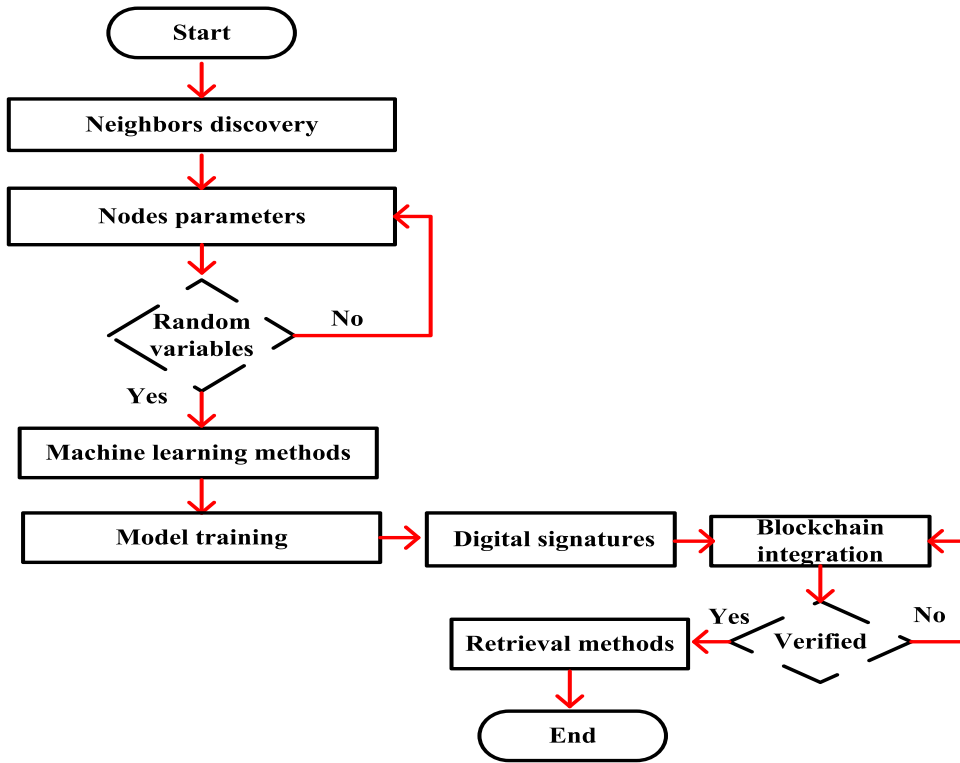 Start
Neighbors discovery
Nodes parameters
Random
variables
No
Yes
Machine learning methods
Model training
Digital signatures
Blockchain
integration
Verified
Yes
No
Retrieval methods
End